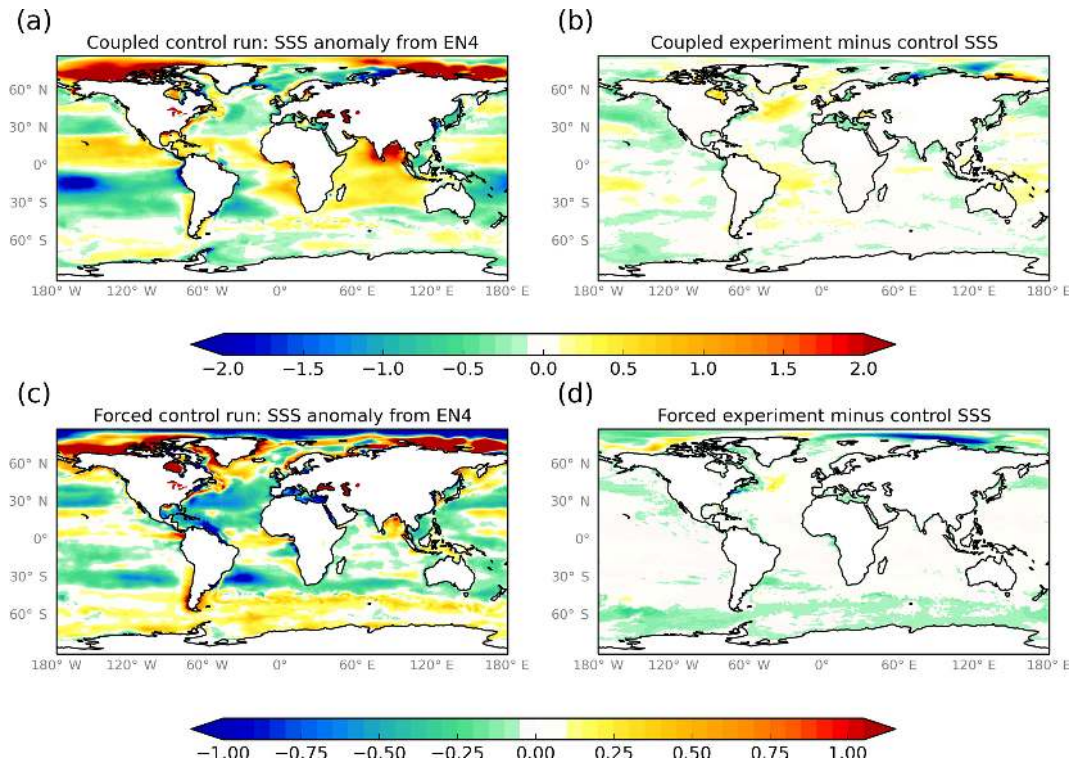 (a)
Coupled control run: SSS anomaly from EN4
60° N
30° N
0°
30° S
60° S
180° W 120° W 60° W 0° 60° E 120° E 180° E
(b)
Coupled experiment minus control SSS
60° N
30° N
0°
30° S
60° S
180° W 120° W 60° W 0° 60° E 120° E 180° E
−2.0 −1.5 −1.0 −0.5 0.0 0.5 1.0 1.5 2.0
(c)
Forced control run: SSS anomaly from EN4
60° N
30° N
0°
30° S
60° S
180° W 120° W 60° W 0° 60° E 120° E 180° E
(d)
Forced experiment minus control SSS
60° N
30° N
0°
30° S
60° S
180° W 120° W 60° W 0° 60° E 120° E 180° E
−1.00 −0.75 −0.50 −0.25 0.00 0.25 0.50 0.75 1.00